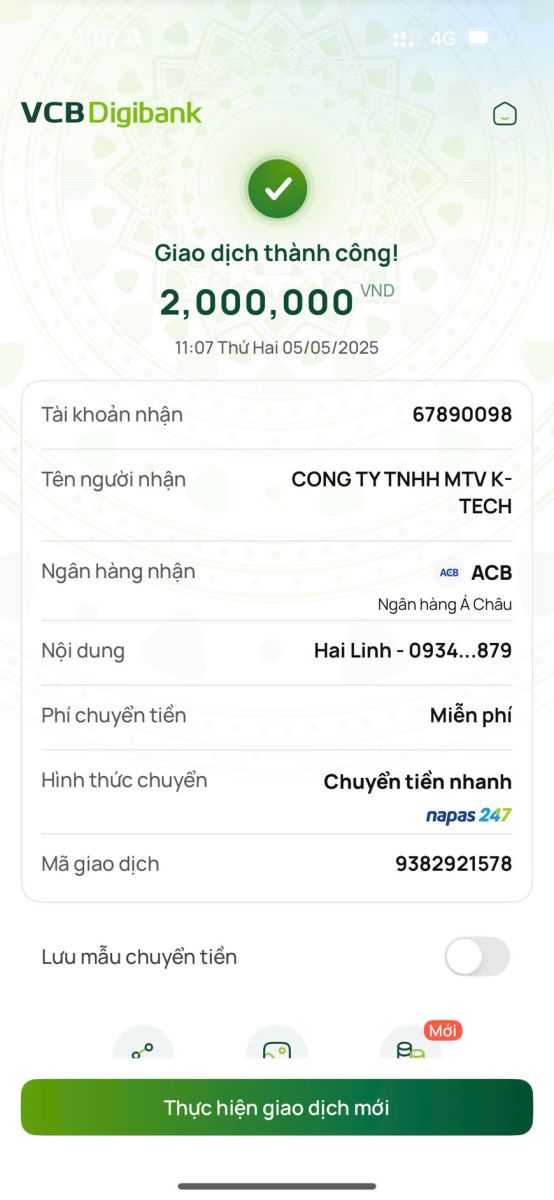 11:07
4G
VCB Digibank
Giao dịch thành công!
2,000,000 VND
11:07 Thứ Hai 05/05/2025
Tài khoản nhận 67890098
Tên người nhận CONG TY TNHH MTV K-
TECH
Ngân hàng nhận ACB ACB
Ngân hàng Á Châu
Nội dung Hai Linh - 0934...879
Phí chuyển tiền Miễn phí
Hình thức chuyển Chuyển tiền nhanh
napas 247
Mã giao dịch 9382921578
Lưu mẫu chuyển tiền
Mới
Thực hiện giao dịch mới